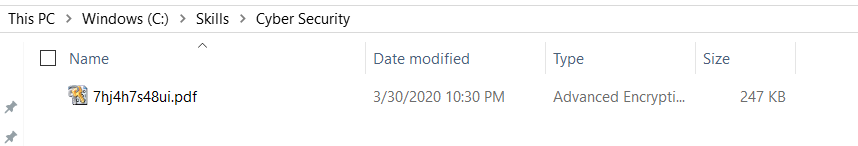 This PC > Windows (C:) > Skills > Cyber Security
Name Date modified Type Size
7hj4h7s48ui.pdf 3/30/2020 10:30 PM Advanced Encrypti... 247 KB